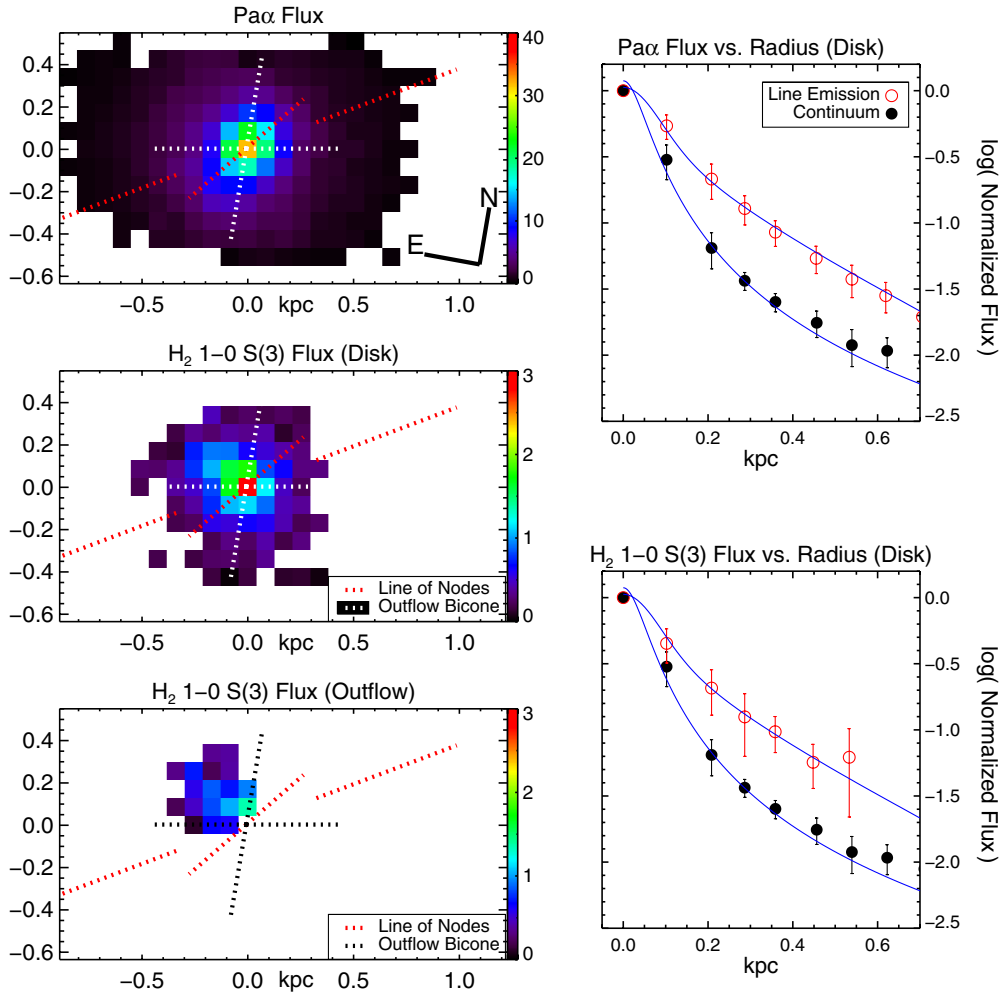 Paα Flux
0.4
0.2
0.0
−0.2
−0.4
−0.6
−0.5 0.0 kpc 0.5 1.0
40
30
20
10
0
N
E
H₂ 1−0 S(3) Flux (Disk)
0.4
0.2
0.0
−0.2
−0.4
−0.6
−0.5 0.0 kpc 0.5 1.0
3
2
1
0
Line of Nodes
Outflow Bicone
H₂ 1−0 S(3) Flux (Outflow)
0.4
0.2
0.0
−0.2
−0.4
−0.6
−0.5 0.0 kpc 0.5 1.0
3
2
1
0
Line of Nodes
Outflow Bicone
Paα Flux vs. Radius (Disk)
Line Emission
Continuum
0.0
−0.5
−1.0
−1.5
−2.0
−2.5
log( Normalized Flux)
0.0 0.2 0.4 0.6
kpc
H₂ 1−0 S(3) Flux vs. Radius (Disk)
0.0
−0.5
−1.0
−1.5
−2.0
−2.5
log( Normalized Flux)
0.0 0.2 0.4 0.6
kpc